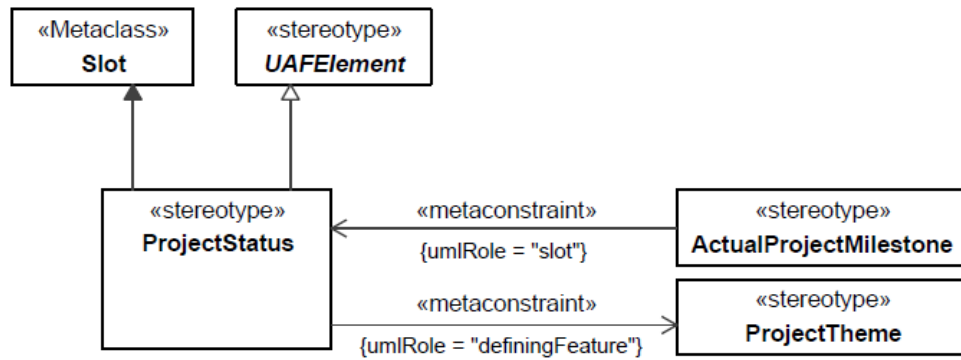 «Metaclass»
Slot
«stereotype»
UAFElement
«stereotype»
ProjectStatus
«metaconstraint»
{umlRole = "slot"}
«stereotype»
ActualProjectMilestone
«metaconstraint»
{umlRole = "definingFeature"}
«stereotype»
ProjectTheme